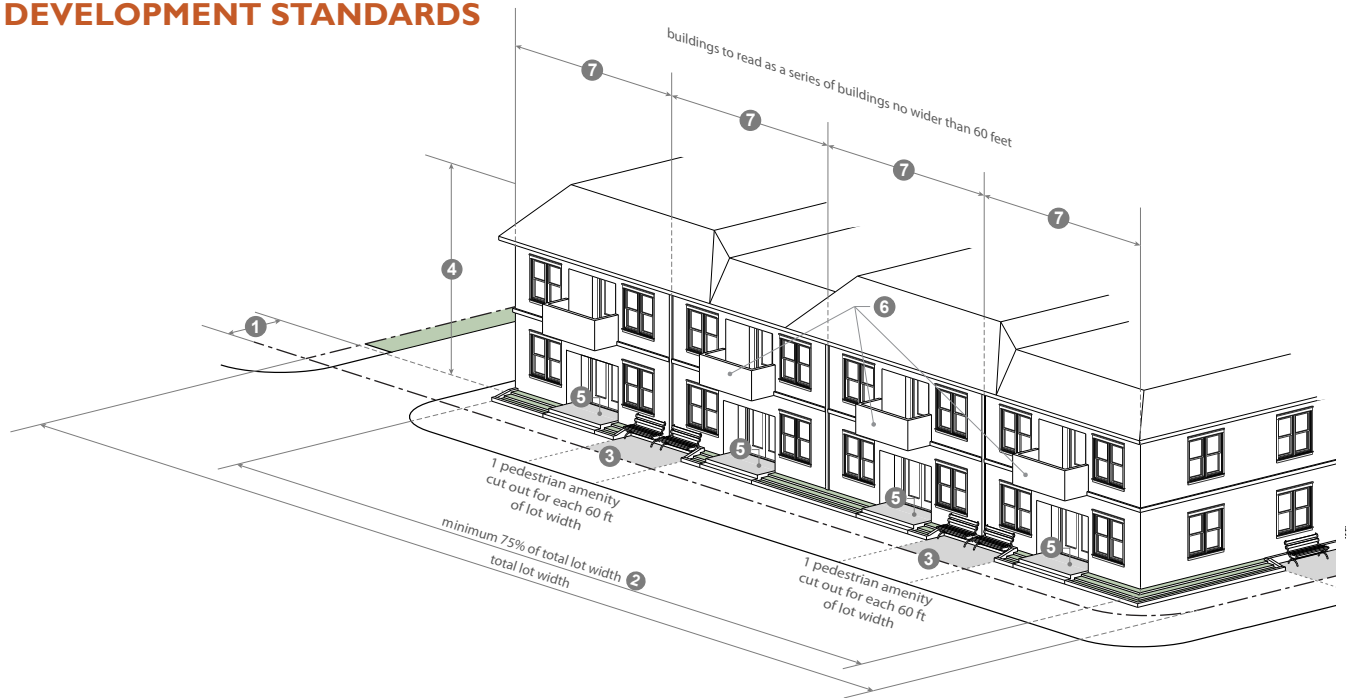 DEVELOPMENT STANDARDS
buildings to read as a series of buildings no wider than 60 feet
7
7
7
7
4
6
1
5
3
5
5
3
5
1 pedestrian amenity
cut out for each 60 ft
of lot width
minimum 75% of total lot width 2
total lot width
1 pedestrian amenity
cut out for each 60 ft
of lot width